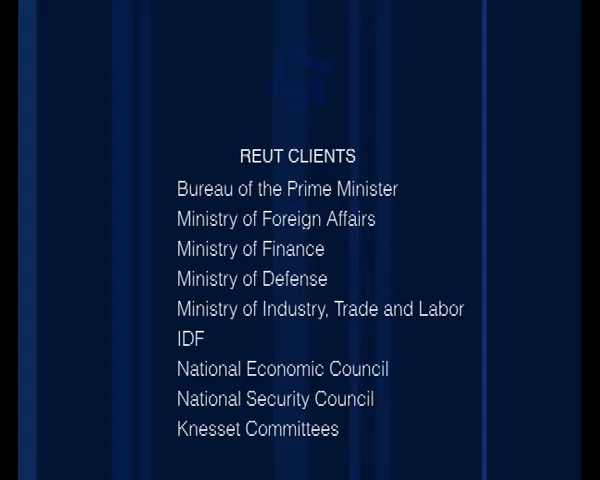 REUT CLIENTS
Bureau of the Prime Minister
Ministry of Foreign Affairs
Ministry of Finance
Ministry of Defense
Ministry of Industry, Trade and Labor
IDF
National Economic Council
National Security Council
Knesset Committees